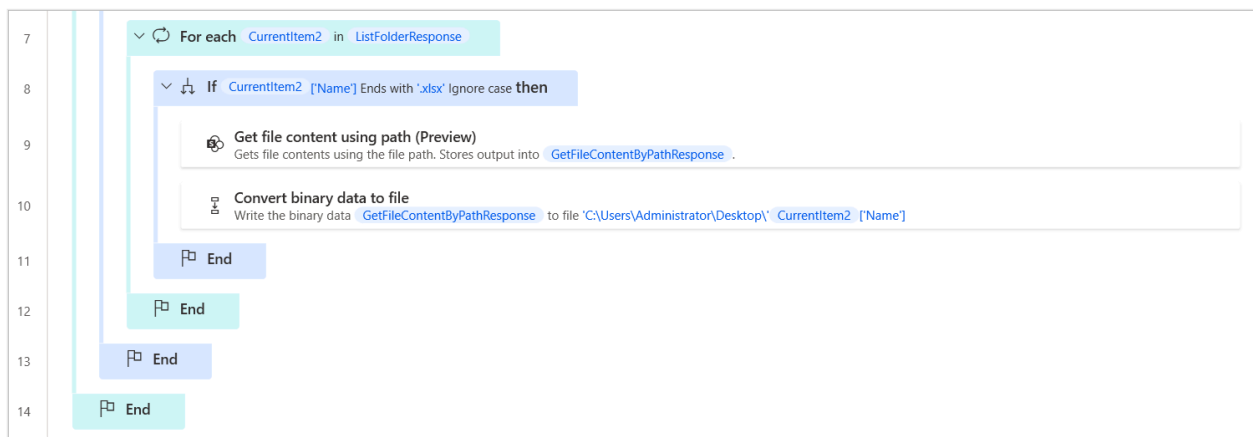 7 For each CurrentItem2 in ListFolderResponse
8 If CurrentItem2 ['Name'] Ends with '.xlsx' Ignore case then
9 Get file content using path (Preview)
Gets file contents using the file path. Stores output into GetFileContentByPathResponse .
10 Convert binary data to file
Write the binary data GetFileContentByPathResponse to file 'C:\Users\Administrator\Desktop\' CurrentItem2 ['Name']
11 End
12 End
13 End
14 End